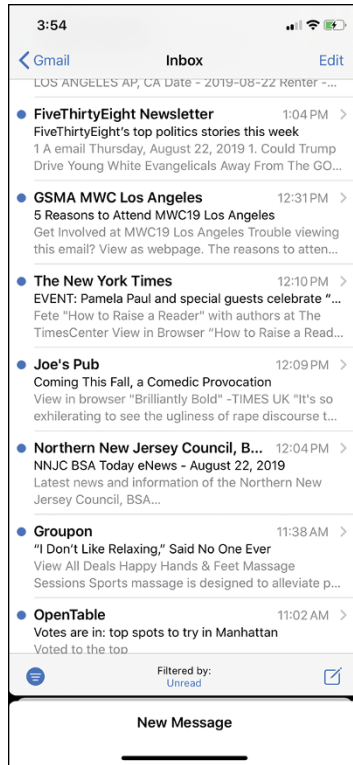 3:54
Gmail Inbox Edit
LOS ANGELES AP, CA Date - 2019-08-22 Renter -...
FiveThirtyEight Newsletter 1:04 PM
FiveThirtyEight's top politics stories this week
1 A email Thursday, August 22, 2019 1. Could Trump
Drive Young White Evangelicals Away From The GO...
GSMA MWC Los Angeles 12:31 PM
5 Reasons to Attend MWC19 Los Angeles
Get Involved at MWC19 Los Angeles Trouble viewing
this email? View as webpage. The reasons to atten...
The New York Times 12:10 PM
EVENT: Pamela Paul and special guests celebrate “...
Fete "How to Raise a Reader" with authors at The
TimesCenter View in Browser “How to Raise a Read...
Joe's Pub 12:09 PM
Coming This Fall, a Comedic Provocation
View in browser "Brilliantly Bold" -TIMES UK "It's so
exhilerating to see the ugliness of rape discourse t...
Northern New Jersey Council, B... 12:04 PM
NNJC BSA Today eNews - August 22, 2019
Latest news and information of the Northern New
Jersey Council, BSA...
Groupon 11:38 AM
“I Don't Like Relaxing,” Said No One Ever
View All Deals Happy Hands & Feet Massage
Sessions Sports massage is designed to alleviate p...
OpenTable 11:02 AM
Votes are in: top spots to try in Manhattan
Voted to the top
Filtered by:
Unread
New Message